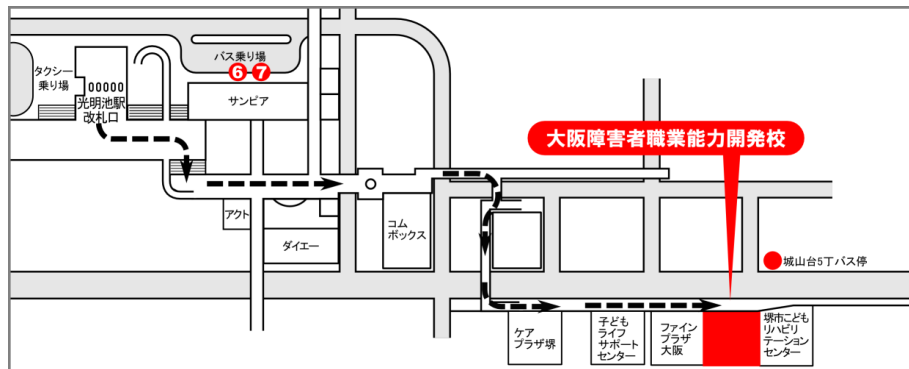 バス乗り場
6 7
タクシー
乗り場
光明池駅
改札口
サンピア
大阪障害者職業能力開発校
アクト
コム
ボックス
ダイエー
城山台5丁バス停
ケア
プラザ堺
子ども
ライフ
サポート
センター
ファイン
プラザ
大阪
堺市こども
リハビリ
テーション
センター